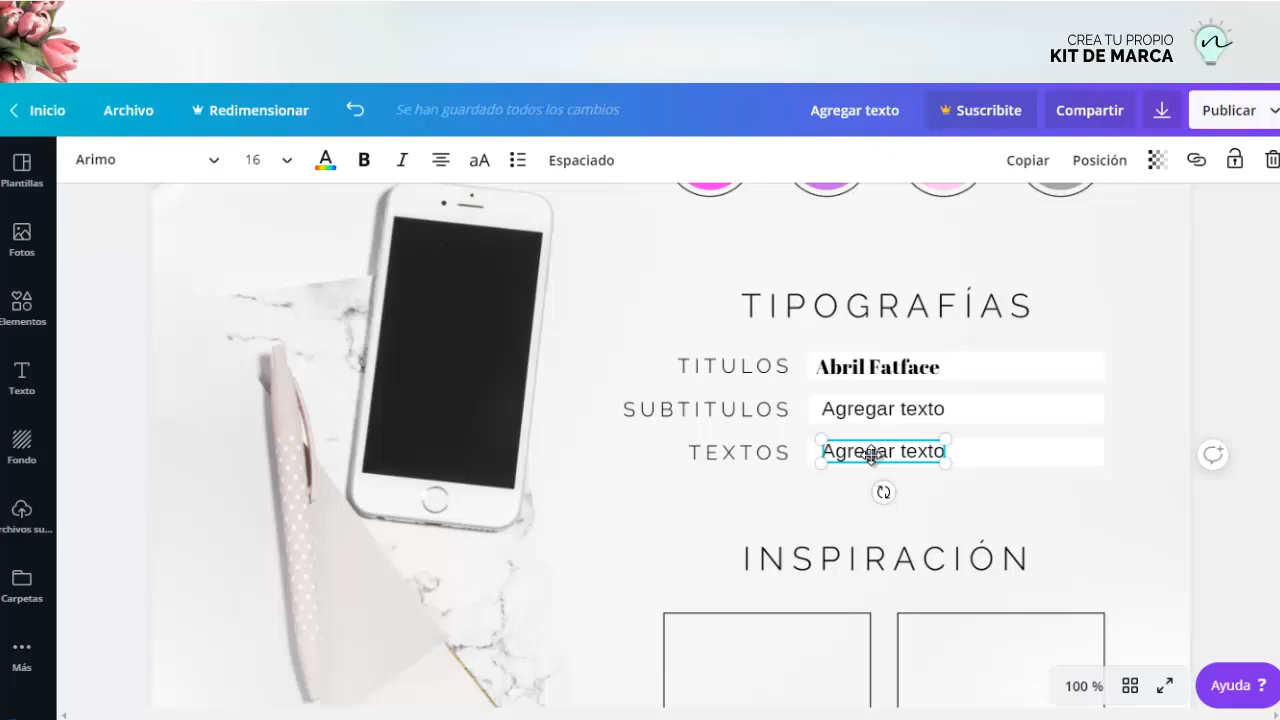 CREA TU PROPIO
KIT DE MARCA
Inicio
Archivo
Redimensionar
Se han guardado todos los cambios
Agregar texto
Suscribite
Compartir
Publicar
Arimo
16
A
B
I
aA
Espaciado
Copiar
Posición
Plantillas
Fotos
Elementos
Texto
Fondo
rchivos su...
Carpetas
Más
TIPOGRAFÍAS
TITULOS
Abril Fatface
SUBTITULOS
Agregar texto
TEXTOS
Agregar texto
INSPIRACIÓN
100 %
Ayuda ?